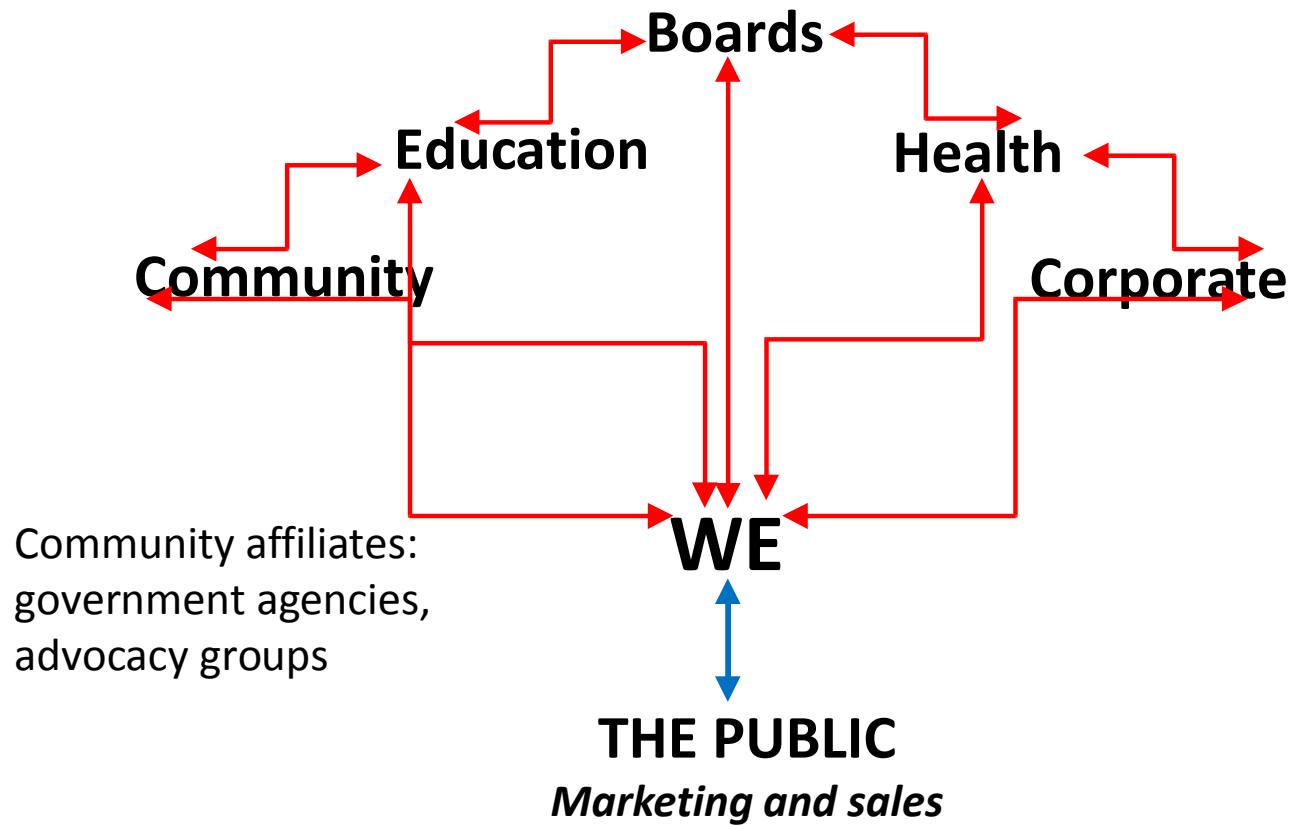 Boards
Education
Health
Community
Corporate
WE
Community affiliates:
government agencies,
advocacy groups
THE PUBLIC
Marketing and sales